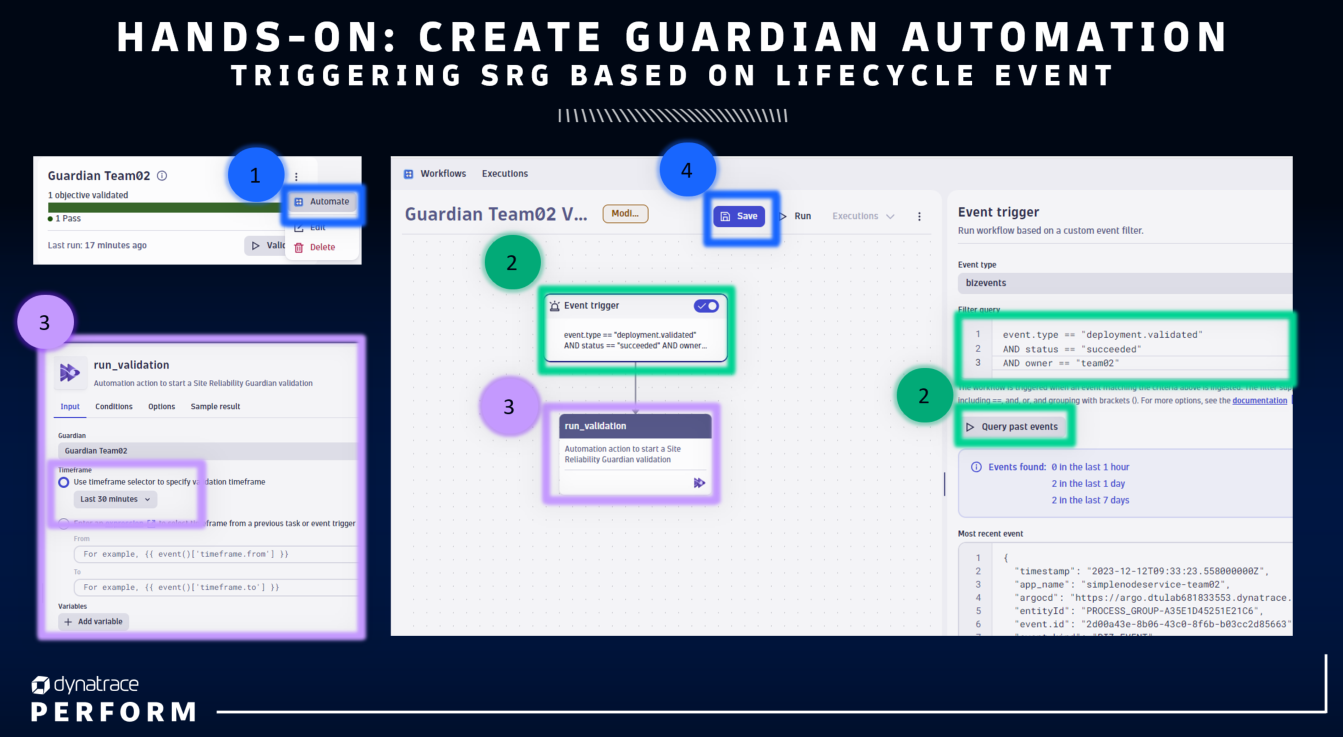 HANDS-ON: CREATE GUARDIAN AUTOMATION
TRIGGERING SRG BASED ON LIFECYCLE EVENT
Guardian Team02
1 objective validated
1 Pass
Last run: 17 minutes ago
1
Automate
Edit
Delete
3
run_validation
Automation action to start a Site Reliability Guardian validation
Input Conditions Options Sample result
Guardian
Guardian Team02
Timeframe
Use timeframe selector to specify validation timeframe
Last 30 minutes
to select timeframe from a previous task or event trigger
From
For example, {{ event()['timeframe.from'] }}
To
For example, {{ event()['timeframe.to'] }}
Variables
+ Add variable
Workflows Executions
4
Guardian Team02 V...
Modi...
Save
Run
Executions
2
Event trigger
event.type == "deployment.validated"
AND status == "succeeded" AND owner...
3
run_validation
Automation action to start a Site
Reliability Guardian validation
Event trigger
Run workflow based on a custom event filter.
Event type
bizevents
Filter query
1 event.type == "deployment.validated"
2 AND status == "succeeded"
3 AND owner == "team02"
The workflow is triggered when an event matching the criteria above is ingested. The filter
including ==, and, or, and grouping with brackets (). For more options, see the documentation
2
Query past events
Events found: 0 in the last 1 hour
2 in the last 1 day
2 in the last 7 days
Most recent event
1 {
2 "timestamp": "2023-12-12T09:33:23.558000000Z",
3 "app_name": "simplenodeservice-team02",
4 "argocd": "https://argo.dtulab681833553.dynatrace.
5 "entityId": "PROCESS_GROUP-A35E1D45251E21C6",
6 "event.id": "2d00a43e-8b06-43c0-8f6b-b03cc2d85663"
dynatrace
PERFORM